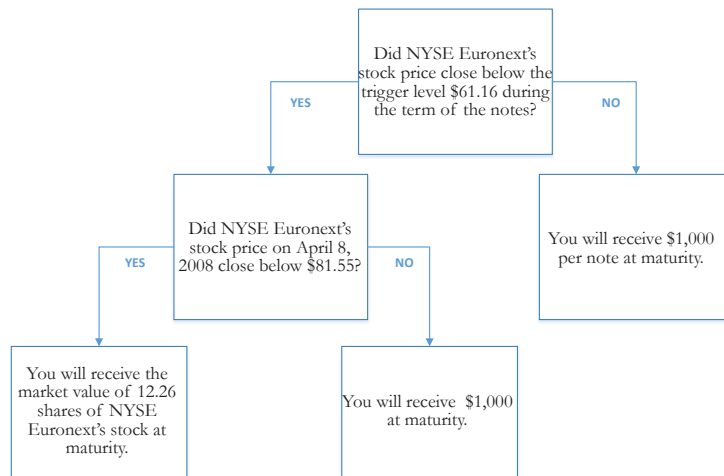 Did NYSE Euronext's
stock price close below the
trigger level $61.16 during
the term of the notes?
YES
NO
Did NYSE Euronext's
stock price on April 8,
2008 close below $81.55?
You will receive $1,000
per note at maturity.
YES
NO
You will receive the
market value of 12.26
shares of NYSE
Euronext's stock at
maturity.
You will receive $1,000
at maturity.